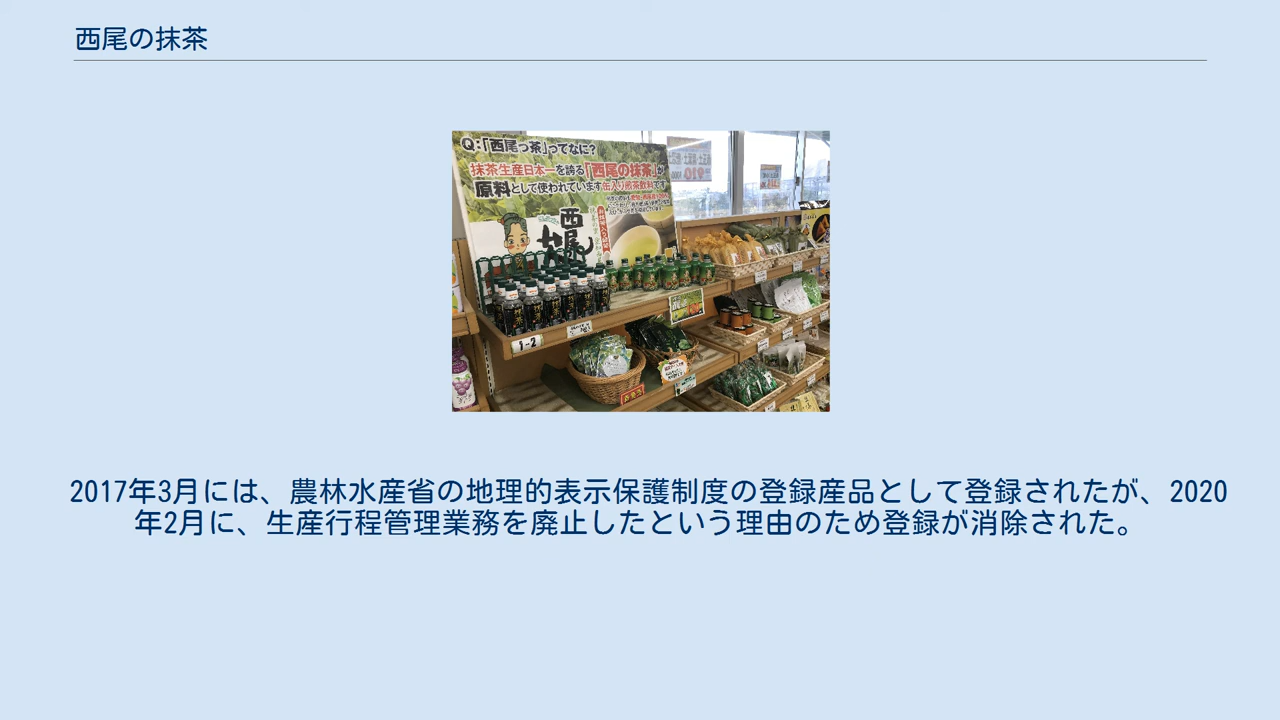 西尾の抹茶
Q:「西尾っ茶」ってなに?
抹茶生産日本一を誇る「西尾の抹茶」が
原料として使われています缶入り煎茶飲料です
西尾
抹茶
1-2
2017年3月には、農林水産省の地理的表示保護制度の登録産品として登録されたが、2020
年2月に、生産行程管理業務を廃止したという理由のため登録が消除された。